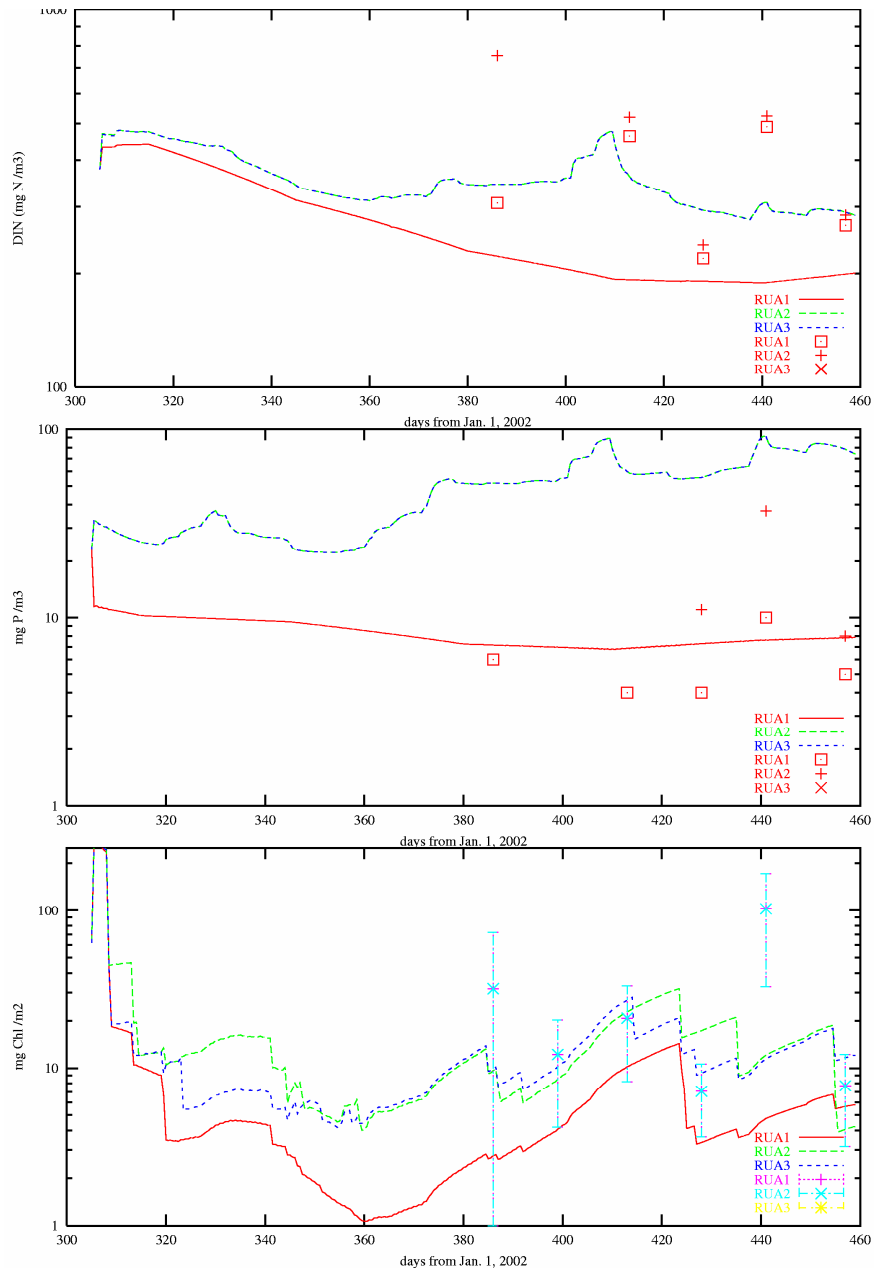 1000
DIN (mg N /m3)
RUA1
RUA2
RUA3
RUA1
RUA2
RUA3
100
300 320 340 360 380 400 420 440 460
days from Jan. 1, 2002
100
mg P /m3
10
RUA1
RUA2
RUA3
RUA1
RUA2
RUA3
1
300 320 340 360 380 400 420 440 460
days from Jan. 1, 2002
100
mg Chl /m2
10
RUA1
RUA2
RUA3
RUA1
RUA2
RUA3
1
300 320 340 360 380 400 420 440 460
days from Jan. 1, 2002